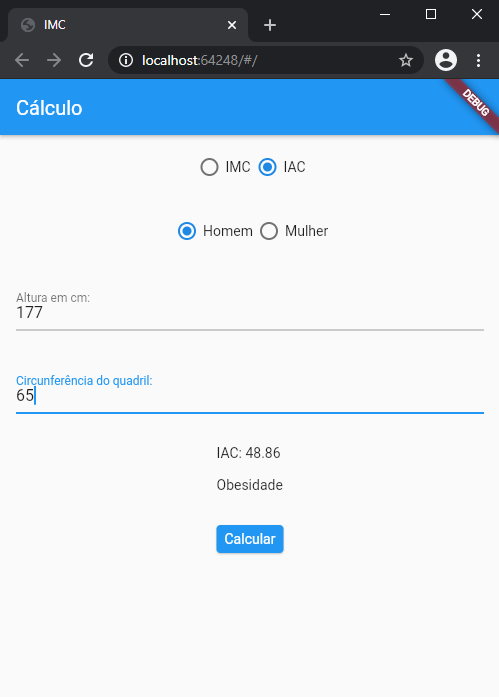 IMC
localhost:64248/#/
Cálculo
DEBUG
IMC IAC
Homem Mulher
Altura em cm:
177
Circunferência do quadril:
65
IAC: 48.86
Obesidade
Calcular